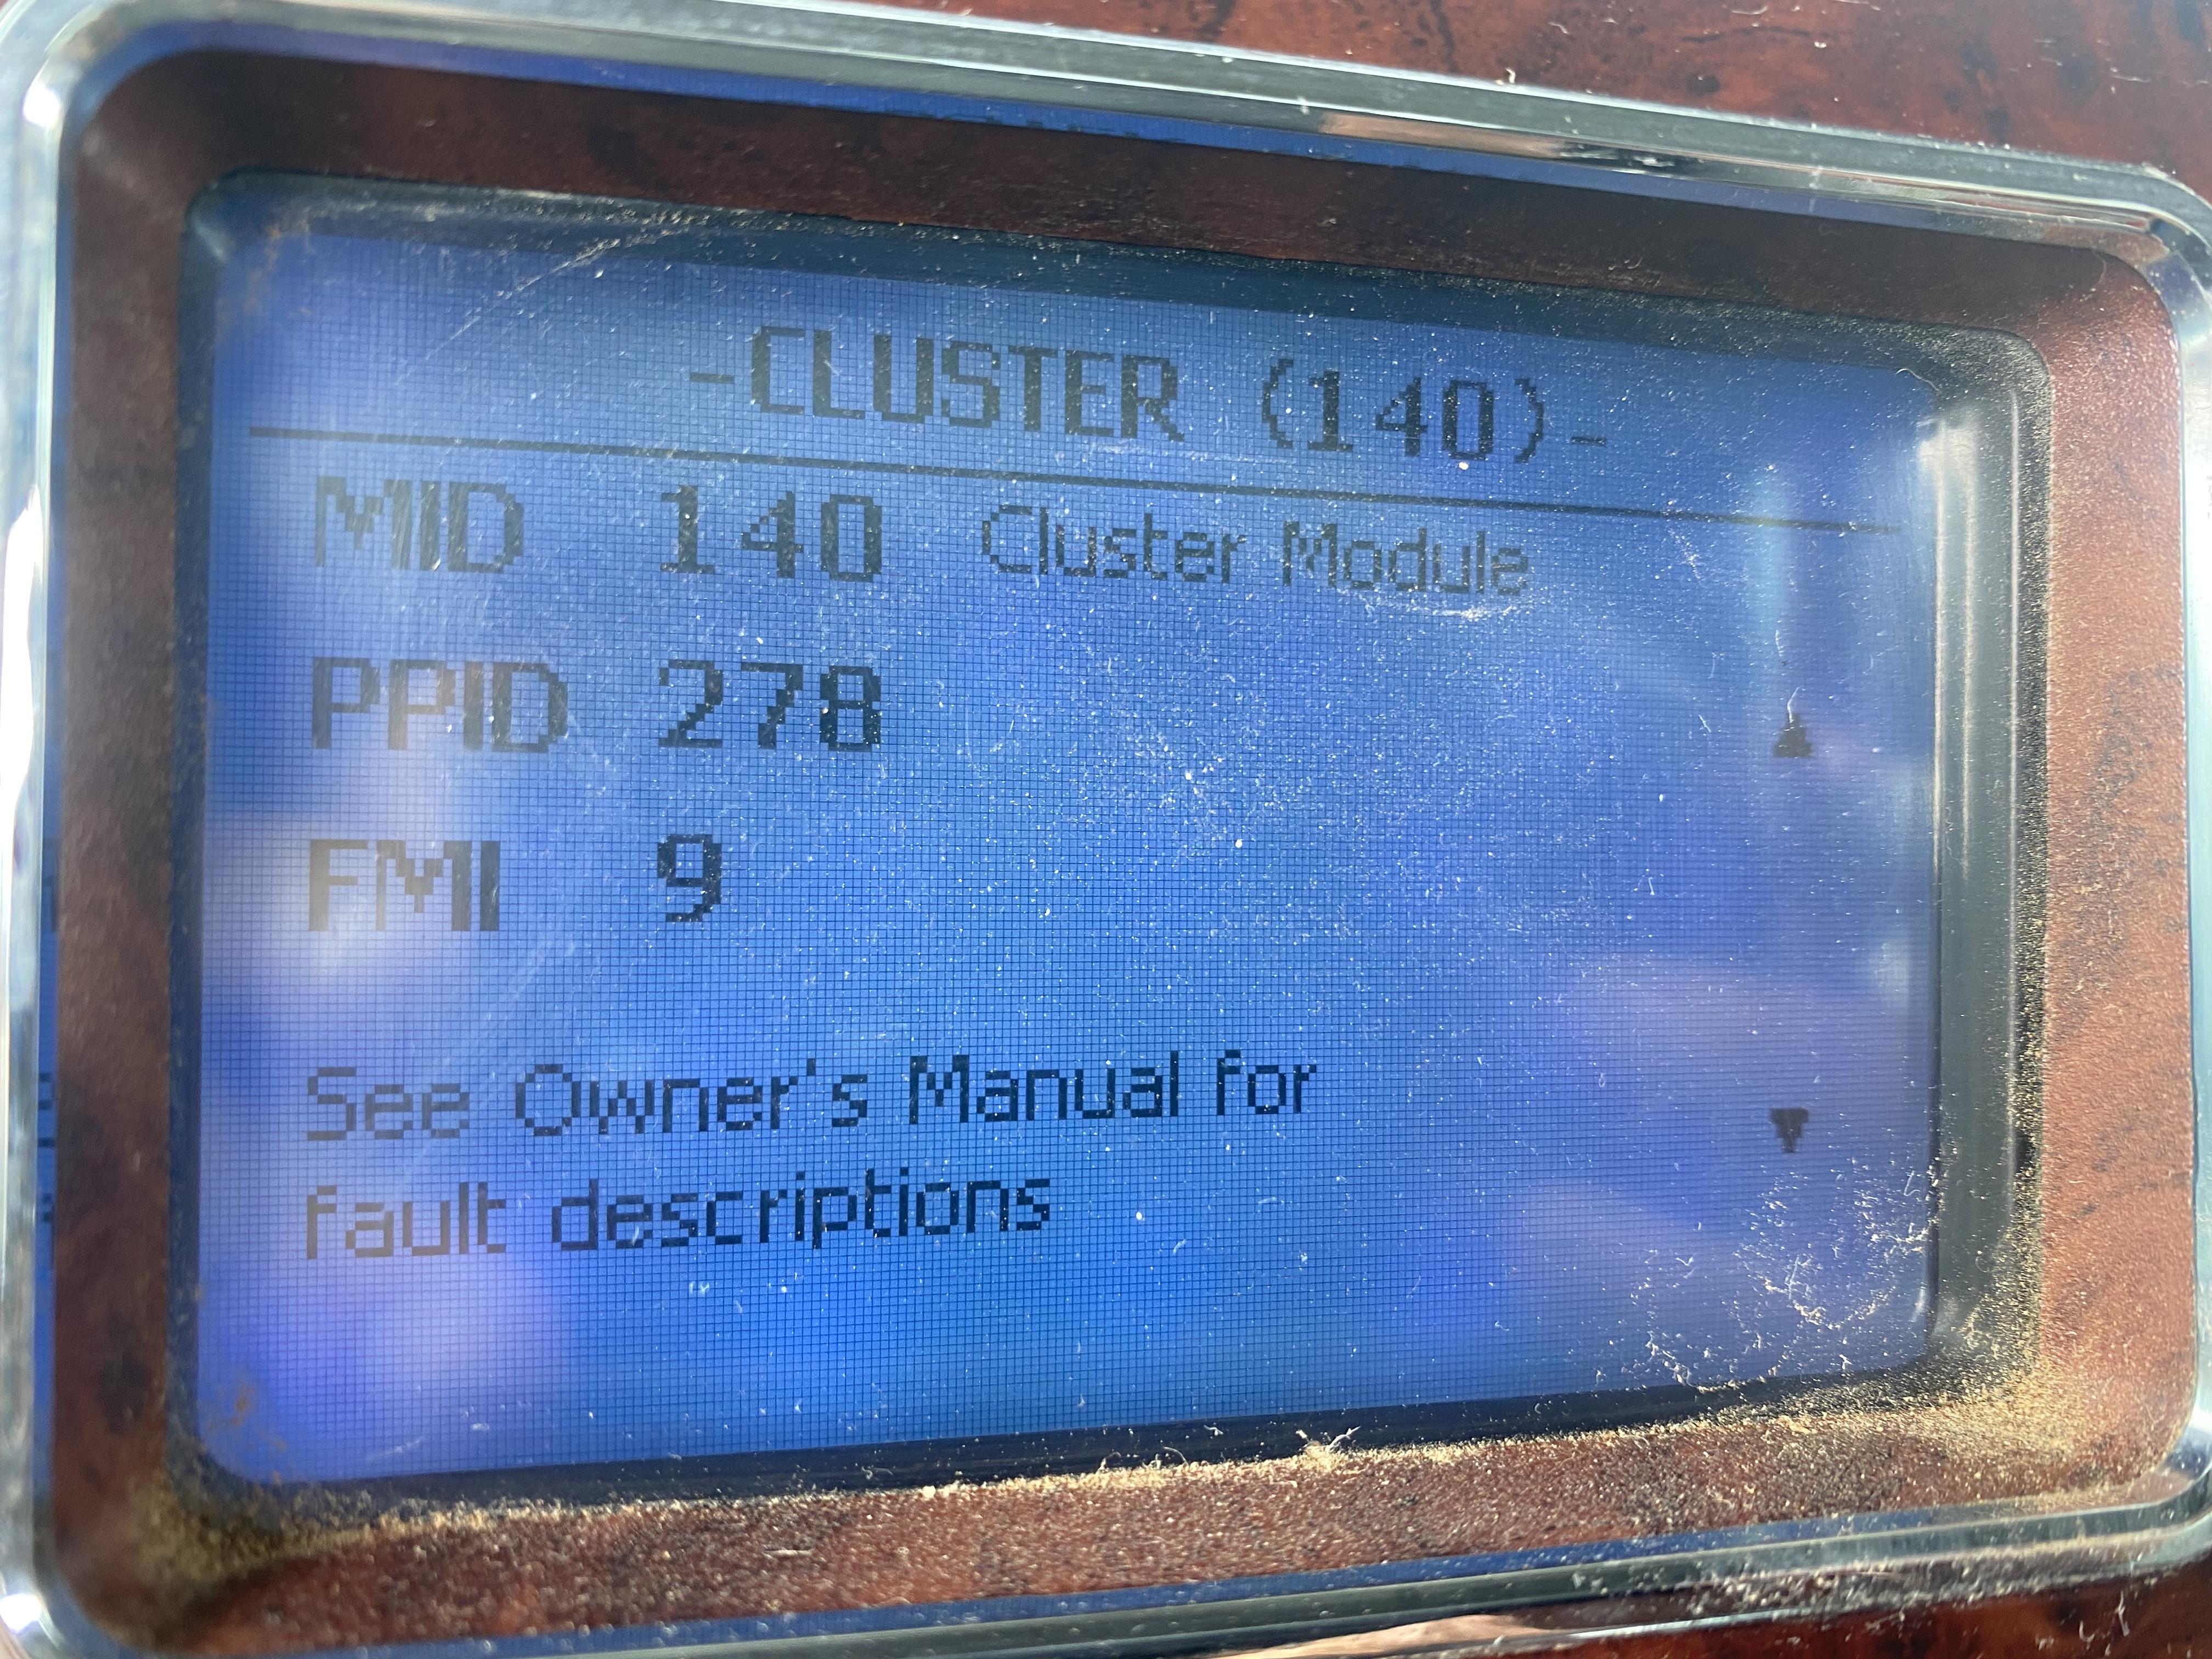 -CLUSTER (140)-
MID 140 Cluster Module
PPID 278
FMI 9
See Owner's Manual for
fault descriptions